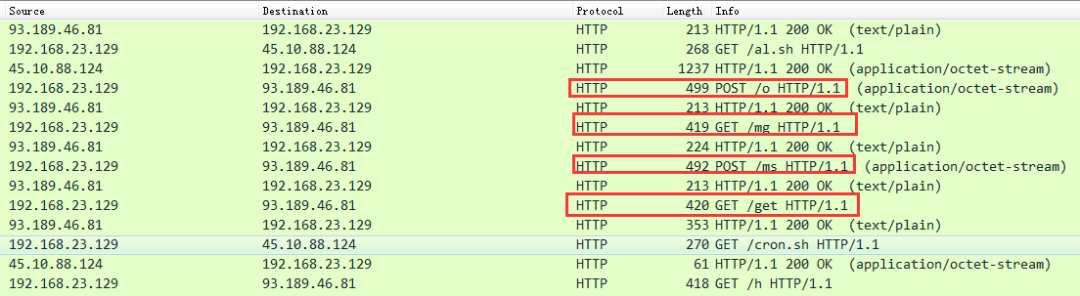 Source Destination Protocol Length Info
93.189.46.81 192.168.23.129 HTTP 213 HTTP/1.1 200 OK (text/plain)
192.168.23.129 45.10.88.124 HTTP 268 GET /al.sh HTTP/1.1
45.10.88.124 192.168.23.129 HTTP 1237 HTTP/1.1 200 OK (application/octet-stream)
192.168.23.129 93.189.46.81 HTTP 499 POST /o HTTP/1.1 (application/octet-stream)
93.189.46.81 192.168.23.129 HTTP 213 HTTP/1.1 200 OK (text/plain)
192.168.23.129 93.189.46.81 HTTP 419 GET /mg HTTP/1.1
93.189.46.81 192.168.23.129 HTTP 224 HTTP/1.1 200 OK (text/plain)
192.168.23.129 93.189.46.81 HTTP 492 POST /ms HTTP/1.1 (application/octet-stream)
93.189.46.81 192.168.23.129 HTTP 213 HTTP/1.1 200 OK (text/plain)
192.168.23.129 93.189.46.81 HTTP 420 GET /get HTTP/1.1
93.189.46.81 192.168.23.129 HTTP 353 HTTP/1.1 200 OK (text/plain)
192.168.23.129 45.10.88.124 HTTP 270 GET /cron.sh HTTP/1.1
45.10.88.124 192.168.23.129 HTTP 61 HTTP/1.1 200 OK (application/octet-stream)
192.168.23.129 93.189.46.81 HTTP 418 GET /h HTTP/1.1